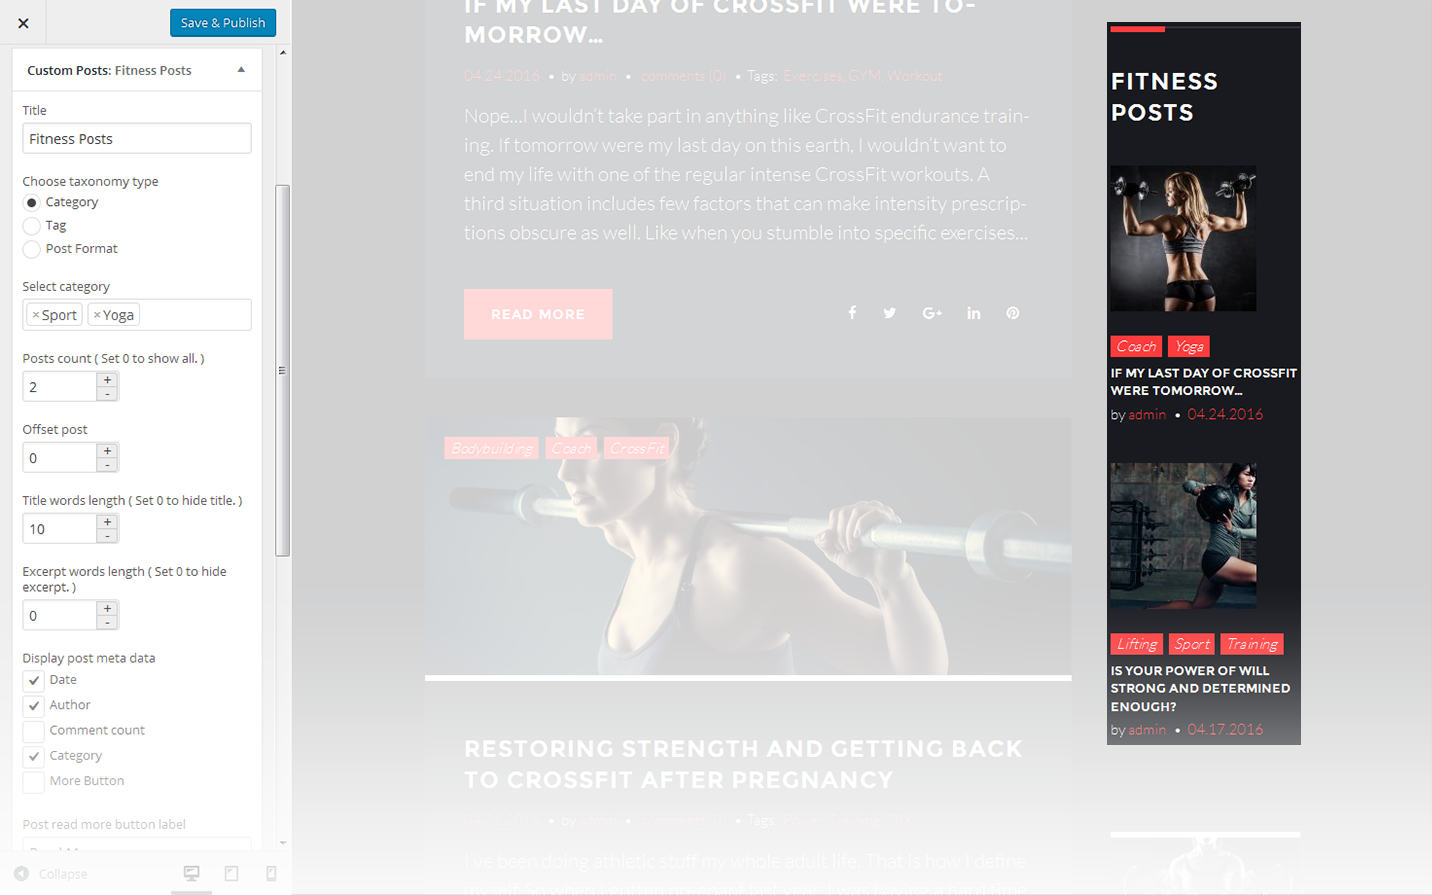 Save & Publish
Custom Posts: Fitness Posts
Title
Fitness Posts
Choose taxonomy type
Category
Tag
Post Format
Select category
×Sport ×Yoga
Posts count ( Set 0 to show all. )
2
+
-
Offset post
0
+
-
Title words length ( Set 0 to hide title. )
10
+
-
Excerpt words length ( Set 0 to hide
excerpt. )
0
+
-
Display post meta data
Date
Author
Comment count
Category
More Button
Post read more button label
Collapse
IF MY LAST DAY OF CROSSFIT WERE TO-
MORROW...
04.24.2016 • by admin • comments (0) • Tags: Exercises, GYM, Workout
Nope...I wouldn't take part in anything like CrossFit endurance train-
ing. If tomorrow were my last day on this earth, I wouldn't want to
end my life with one of the regular intense CrossFit workouts. A
third situation includes few factors that can make intensity prescrip-
tions obscure as well. Like when you stumble into specific exercises...
READ MORE
Bodybuilding Coach CrossFit
RESTORING STRENGTH AND GETTING BACK
TO CROSSFIT AFTER PREGNANCY
by admin • Comments (0) • Tags:
I've been doing athletic stuff my whole adult life. That is how I define
FITNESS
POSTS
Coach Yoga
IF MY LAST DAY OF CROSSFIT
WERE TOMORROW...
by admin • 04.24.2016
Lifting Sport Training
IS YOUR POWER OF WILL
STRONG AND DETERMINED
ENOUGH?
by admin • 04.17.2016